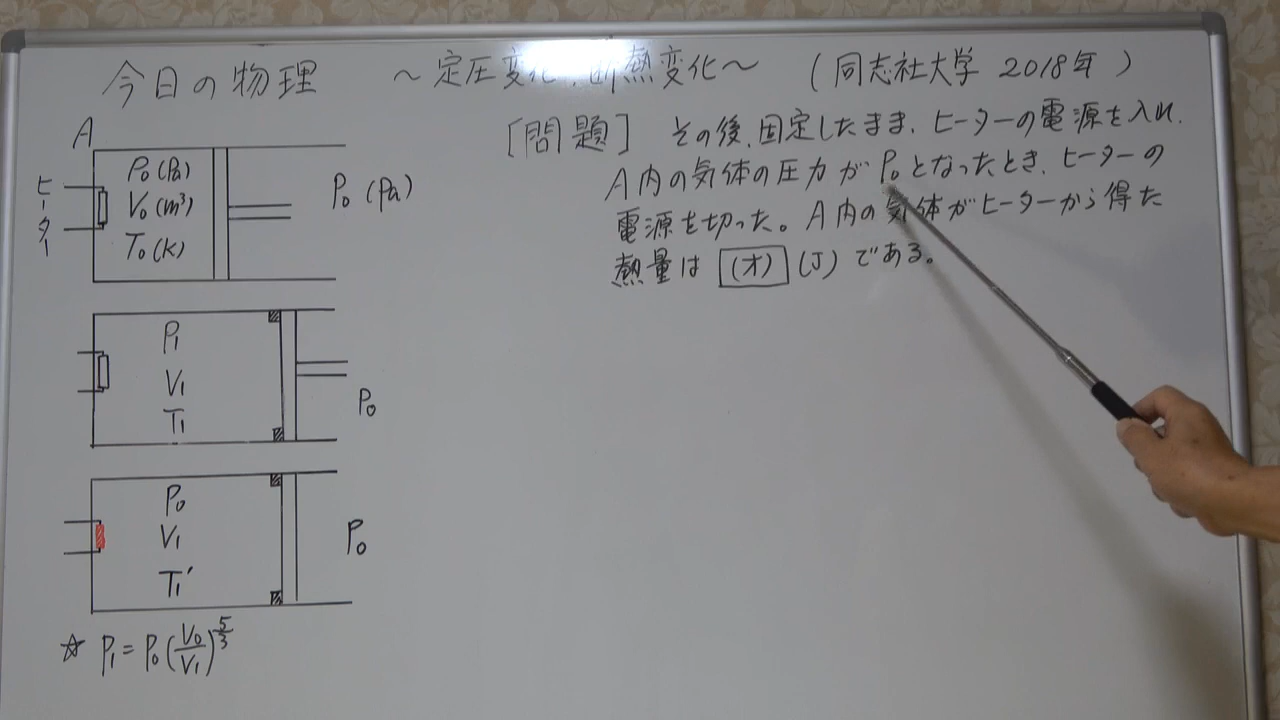 今日の物理 ~定圧変化、断熱変化~ (同志社大学 2018年)
[問題] その後、固定したまま、ヒーターの電源を入れ、
A内の気体の圧力がP₀となったとき、ヒーターの
電源を切った。A内の気体がヒーターから得た
熱量は (オ) (J) である。
A
ヒーター
P₀(Pa)
V₀(m³)
T₀(K)
P₀(Pa)
P₁
V₁
T₁
P₀
P₀
V₁
T₁′
P₀
☆ P₁=P₀(V₀/V₁)^(5/3)